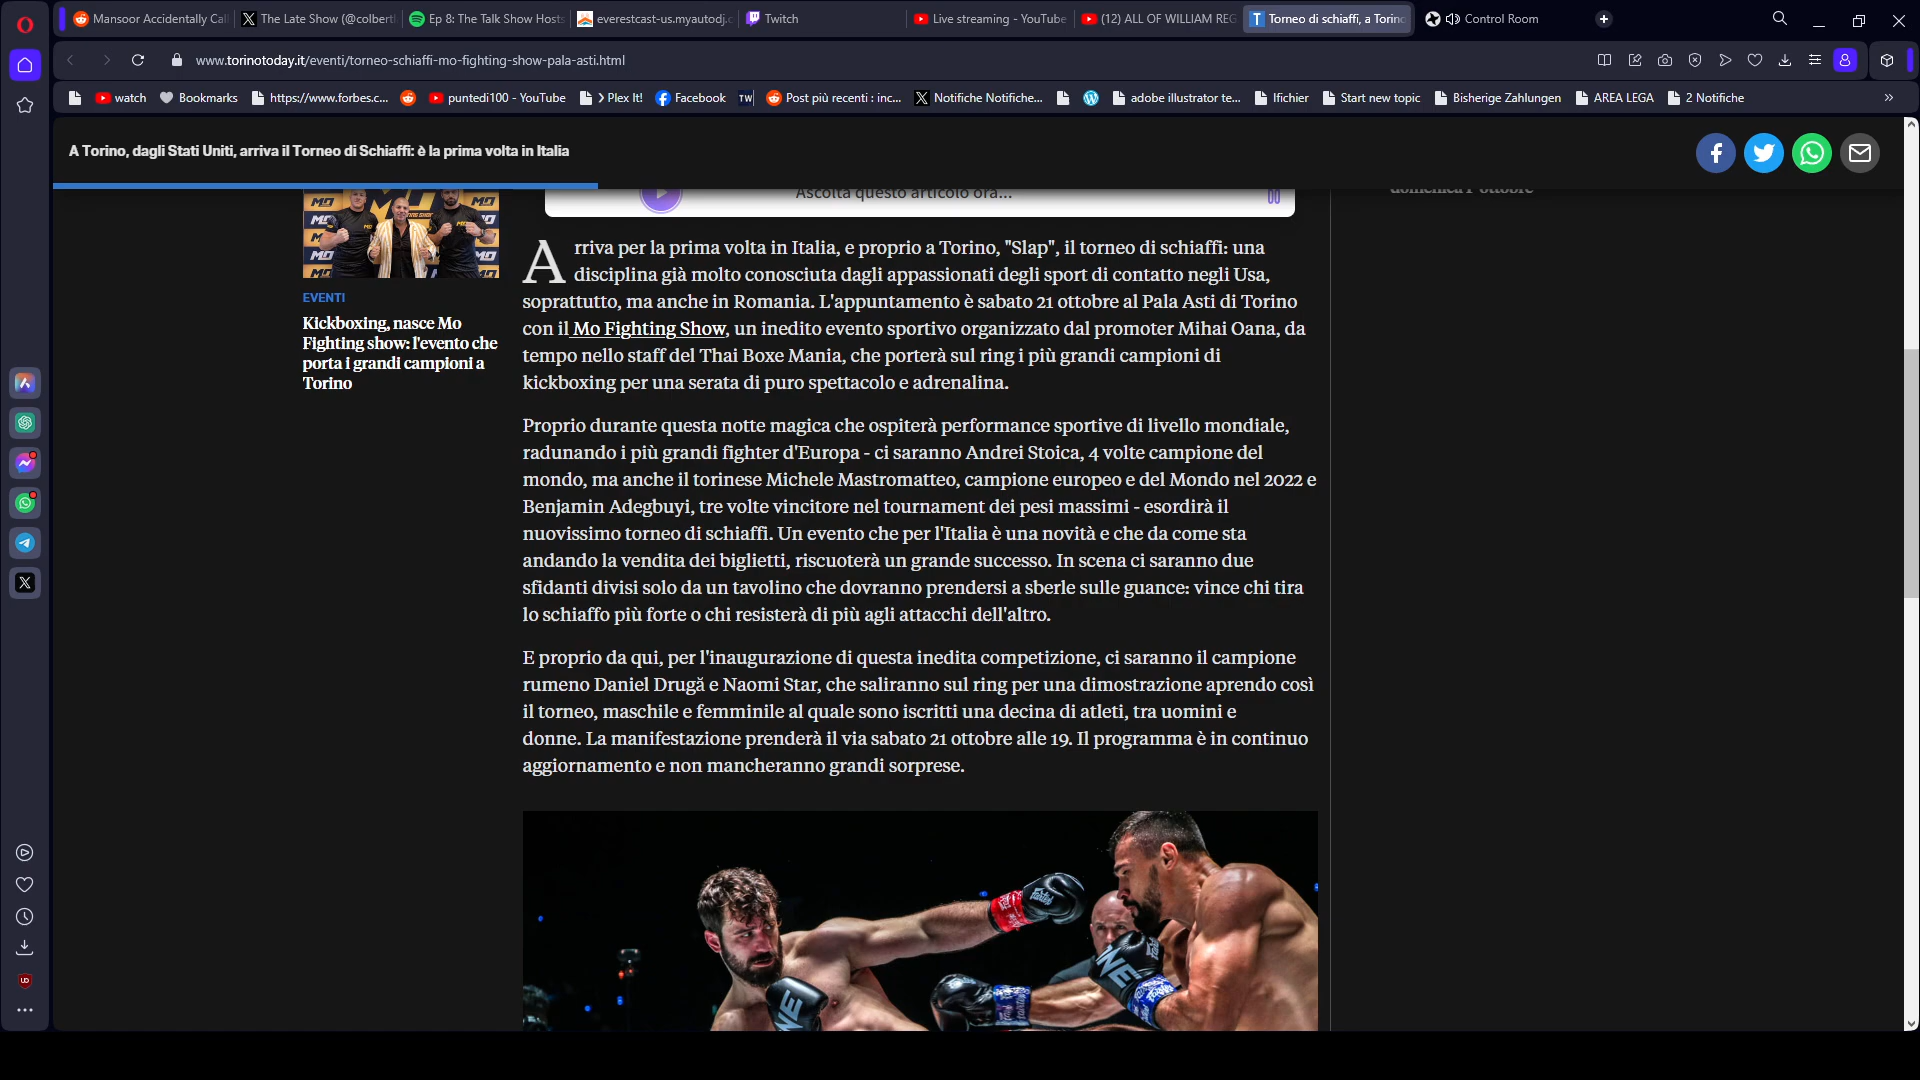 Mansoor Accidentally Cal
The Late Show (@colbert
Ep 8: The Talk Show Hosts
everestcast-us.myautodj.c
Twitch
Live streaming - YouTube
(12) ALL OF WILLIAM REG
Torneo di schiaffi, a Torino
Control Room
www.torinotoday.it/eventi/torneo-schiaffi-mo-fighting-show-pala-asti.html
watch
Bookmarks
https://www.forbes.c...
puntedi100 - YouTube
> Plex It!
Facebook
TW
Post più recenti : inc...
Notifiche Notifiche...
adobe illustrator te...
Ifichier
Start new topic
Bisherige Zahlungen
AREA LEGA
2 Notifiche
A Torino, dagli Stati Uniti, arriva il Torneo di Schiaffi: è la prima volta in Italia
Ascolta questo articolo ora...
EVENTI
Kickboxing, nasce Mo
Fighting show: l'evento che
porta i grandi campioni a
Torino
Arriva per la prima volta in Italia, e proprio a Torino, "Slap", il torneo di schiaffi: una
disciplina già molto conosciuta dagli appassionati degli sport di contatto negli Usa,
soprattutto, ma anche in Romania. L'appuntamento è sabato 21 ottobre al Pala Asti di Torino
con il Mo Fighting Show, un inedito evento sportivo organizzato dal promoter Mihai Oana, da
tempo nello staff del Thai Boxe Mania, che porterà sul ring i più grandi campioni di
kickboxing per una serata di puro spettacolo e adrenalina.
Proprio durante questa notte magica che ospiterà performance sportive di livello mondiale,
radunando i più grandi fighter d'Europa - ci saranno Andrei Stoica, 4 volte campione del
mondo, ma anche il torinese Michele Mastromatteo, campione europeo e del Mondo nel 2022 e
Benjamin Adegbuyi, tre volte vincitore nel tournament dei pesi massimi - esordirà il
nuovissimo torneo di schiaffi. Un evento che per l'Italia è una novità e che da come sta
andando la vendita dei biglietti, riscuoterà un grande successo. In scena ci saranno due
sfidanti divisi solo da un tavolino che dovranno prendersi a sberle sulle guance: vince chi tira
lo schiaffo più forte o chi resisterà di più agli attacchi dell'altro.
E proprio da qui, per l'inaugurazione di questa inedita competizione, ci saranno il campione
rumeno Daniel Drugă e Naomi Star, che saliranno sul ring per una dimostrazione aprendo così
il torneo, maschile e femminile al quale sono iscritti una decina di atleti, tra uomini e
donne. La manifestazione prenderà il via sabato 21 ottobre alle 19. Il programma è in continuo
aggiornamento e non mancheranno grandi sorprese.